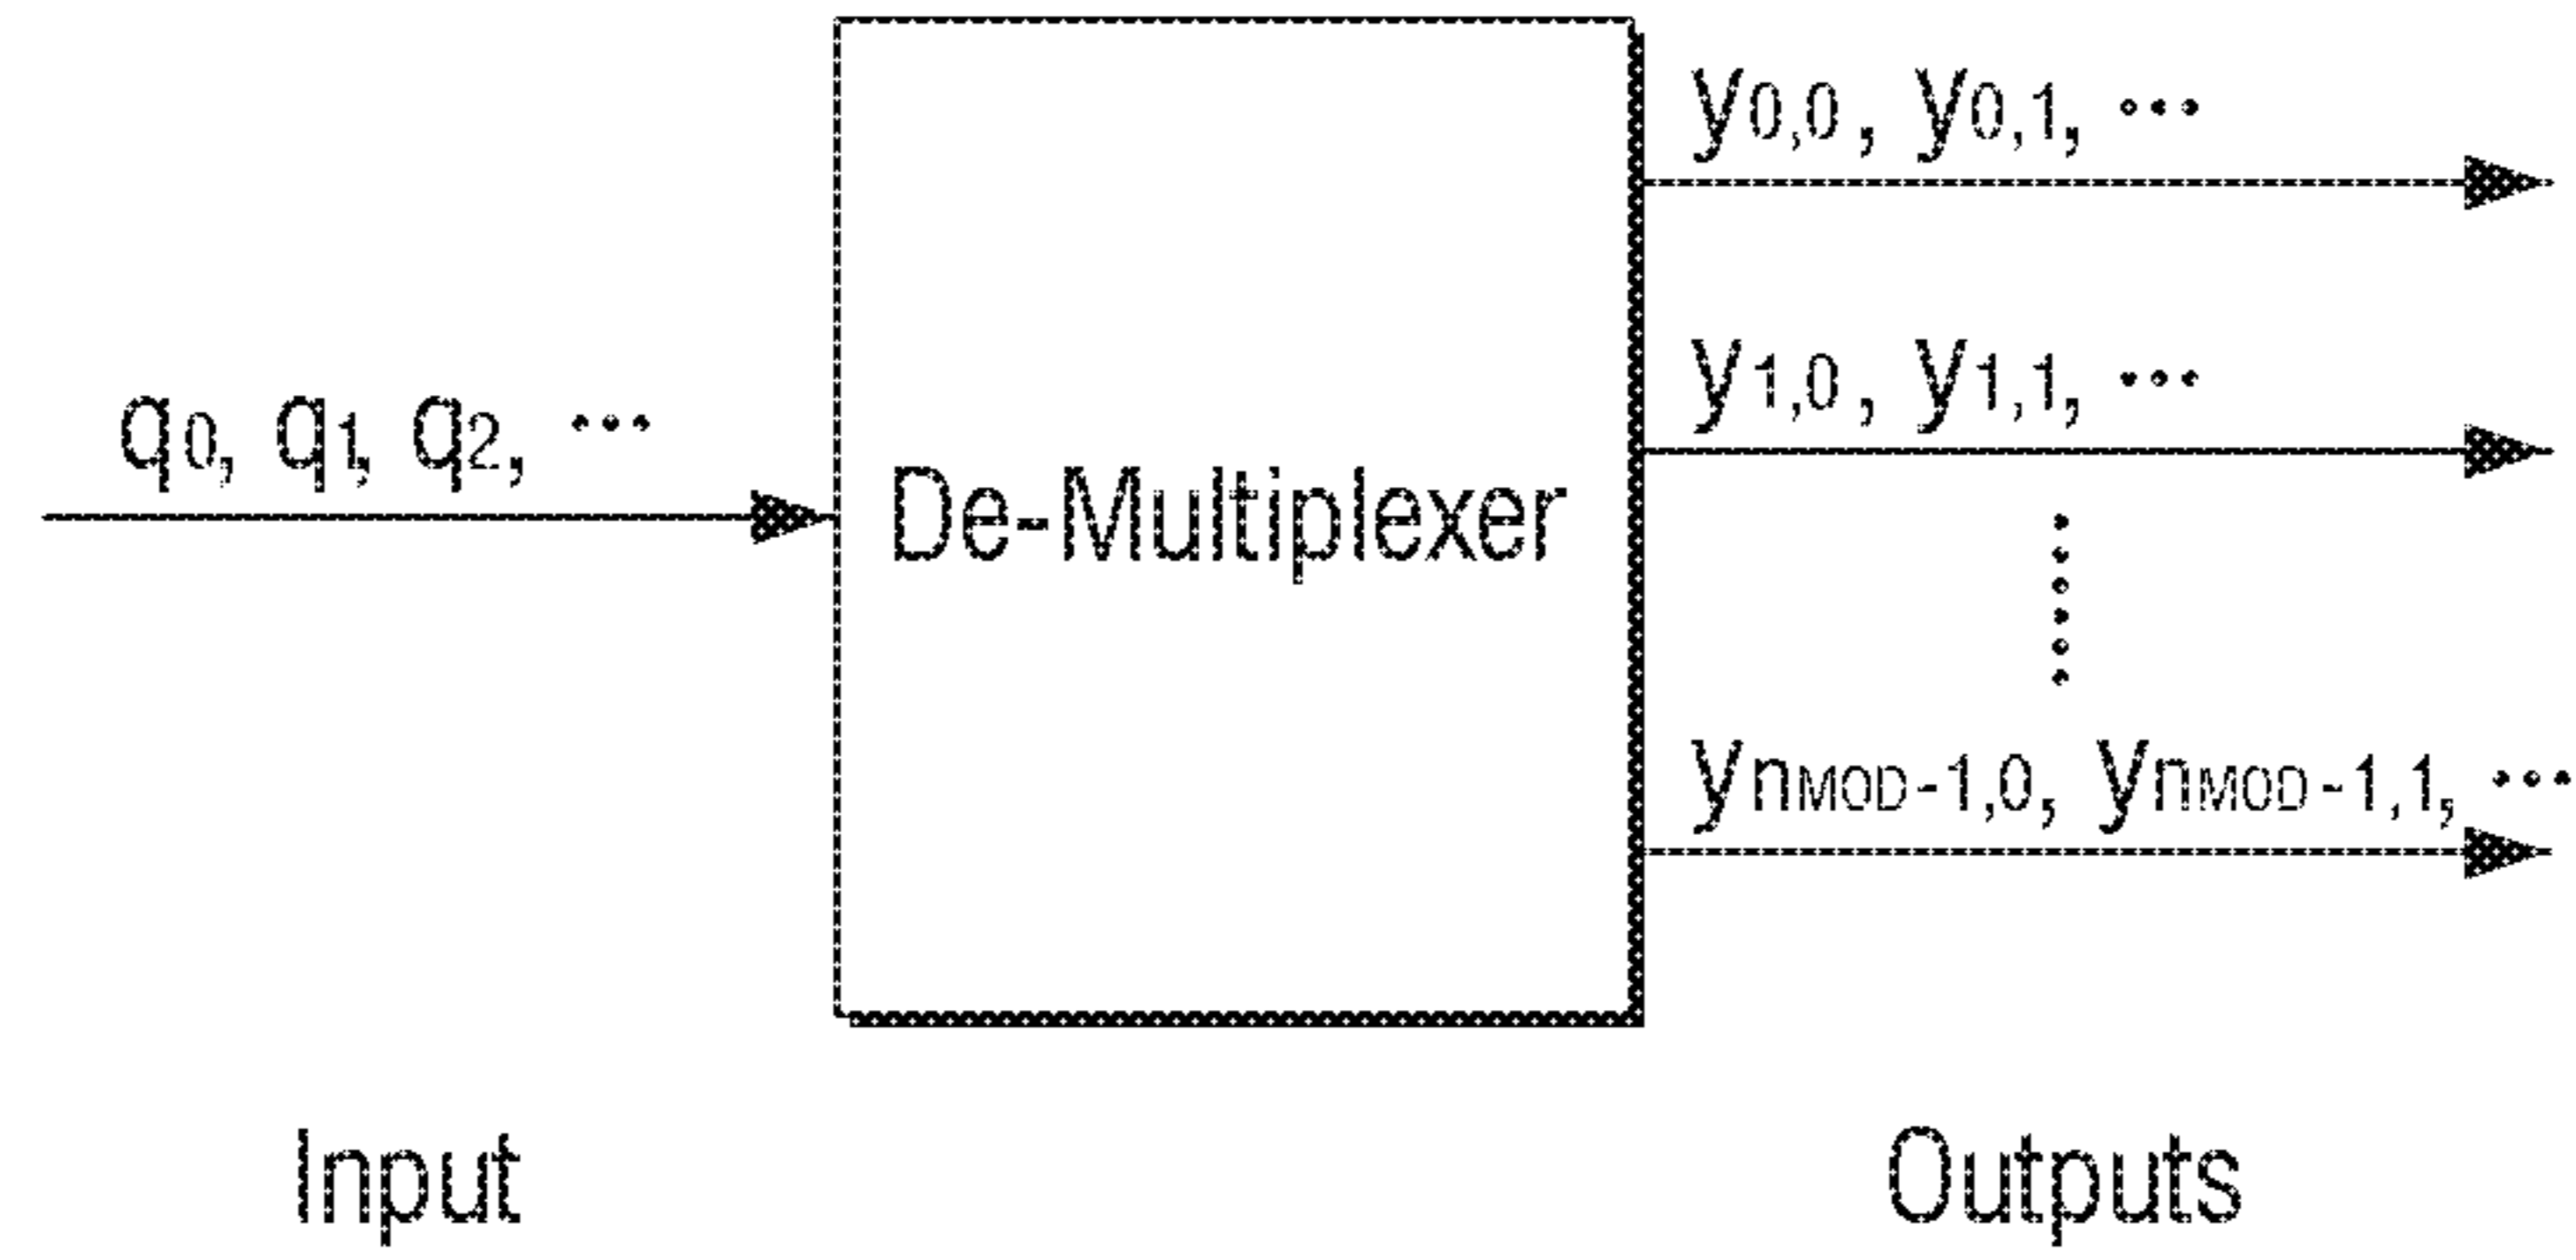 y0,0, y0,1, ···
y1,0, y1,1, ···
q0, q1, q2, ···
De-Multiplexer
ynMOD-1,0, ynMOD-1,1, ···
Input
Outputs